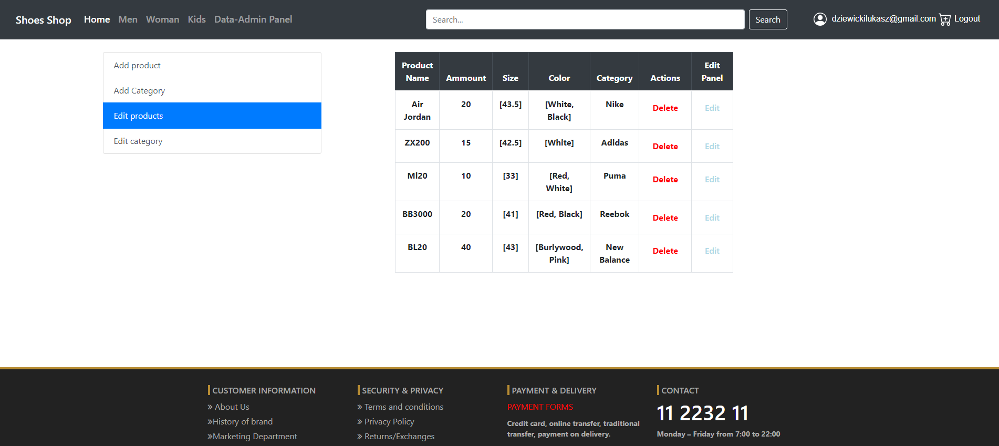 Shoes Shop Home Men Woman Kids Data-Admin Panel Search... Search dziewickilukasz@gmail.com Logout
Add product
Add Category
Edit products
Edit category
Product Name Ammount Size Color Category Actions Edit Panel
Air Jordan 20 [43.5] [White, Black] Nike Delete Edit
ZX200 15 [42.5] [White] Adidas Delete Edit
Ml20 10 [33] [Red, White] Puma Delete Edit
BB3000 20 [41] [Red, Black] Reebok Delete Edit
BL20 40 [43] [Burlywood, Pink] New Balance Delete Edit
CUSTOMER INFORMATION
» About Us
»History of brand
»Marketing Department
SECURITY & PRIVACY
» Terms and conditions
» Privacy Policy
» Returns/Exchanges
PAYMENT & DELIVERY
PAYMENT FORMS
Credit card, online transfer, traditional
transfer, payment on delivery.
CONTACT
11 2232 11
Monday – Friday from 7:00 to 22:00